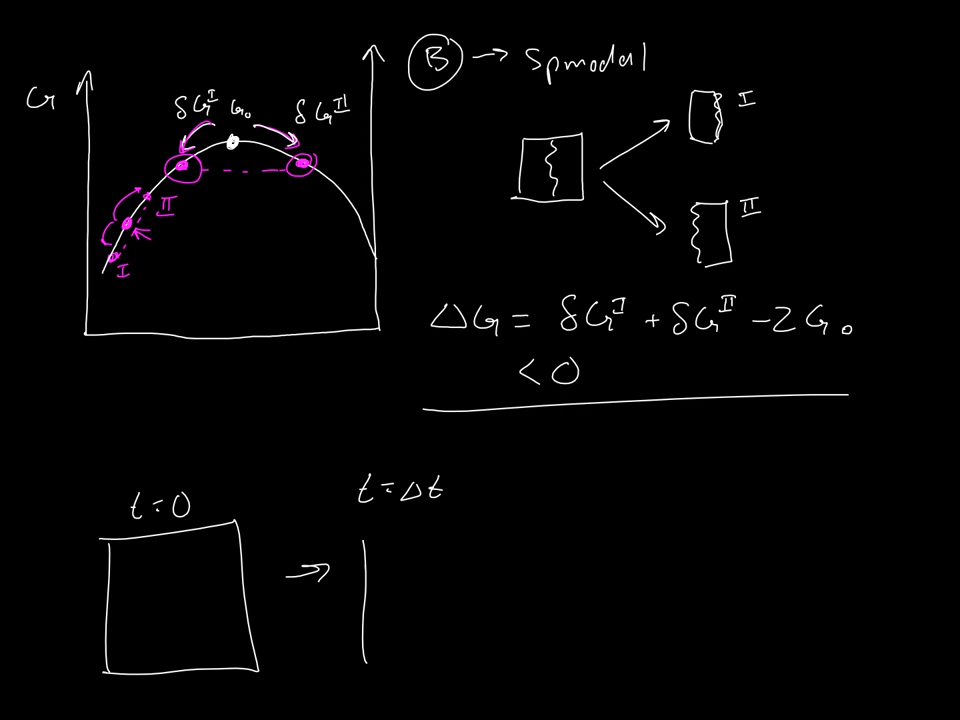 B → Spinodal
G
δG^I G₀ δG^II
I
II
II
I
ΔG = δG^I + δG^II - 2G₀
< 0
t = 0
t = Δt